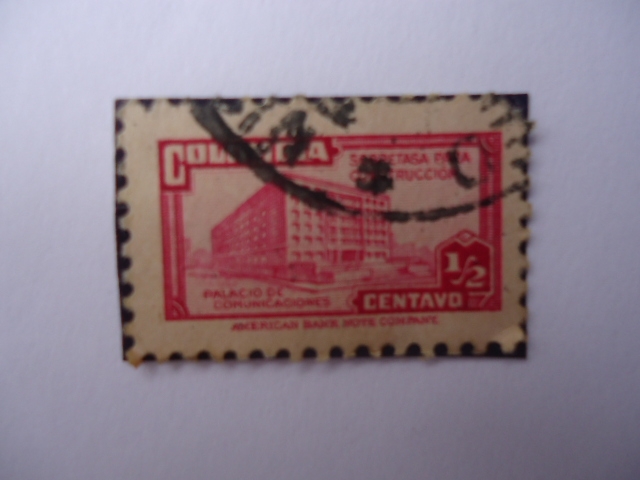 COLOMBIA
SOBRETASA PARA
CONSTRUCCION
PALACIO DE
COMUNICACIONES
1/2
CENTAVO
AMERICAN BANK NOTE COMPANY.